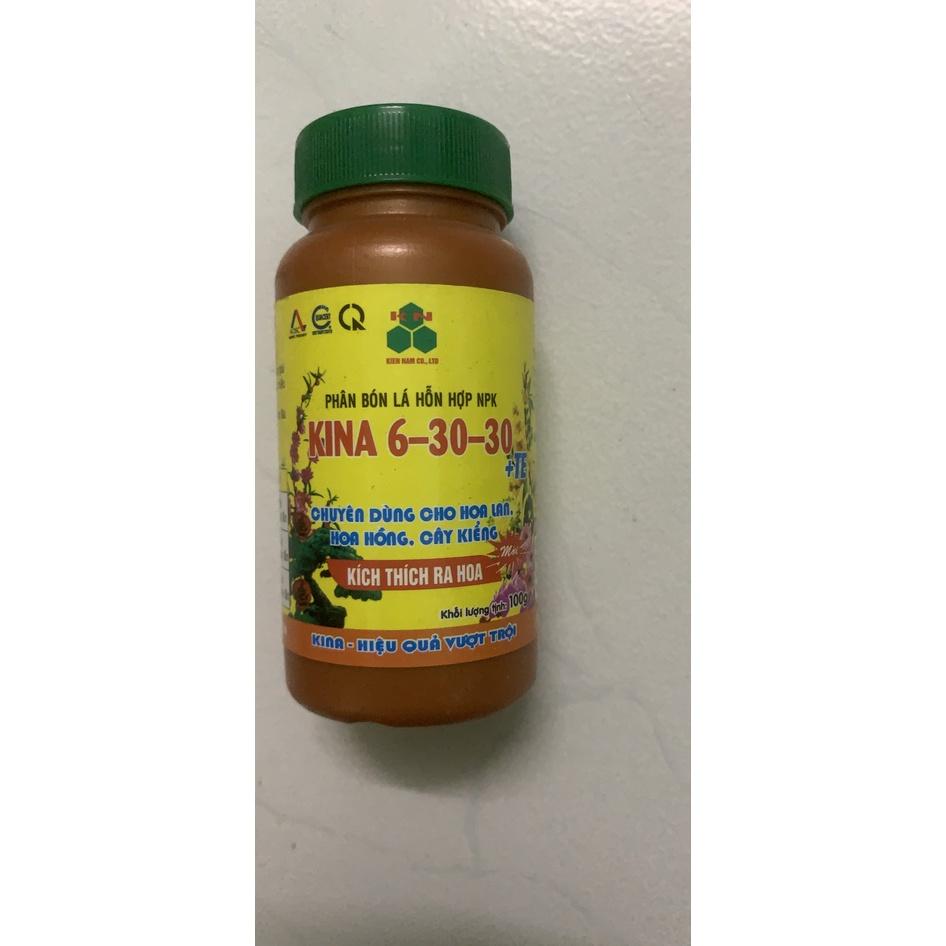 KN
KIEN NAM CO., LTD
PHÂN BÓN LÁ HỖN HỢP NPK
KINA 6-30-30
+TE
CHUYÊN DÙNG CHO HOA LAN,
HOA HỒNG, CÂY KIỂNG
KÍCH THÍCH RA HOA
Khối lượng tịnh: 100g
KINA - HIỆU QUẢ VƯỢT TRỘI